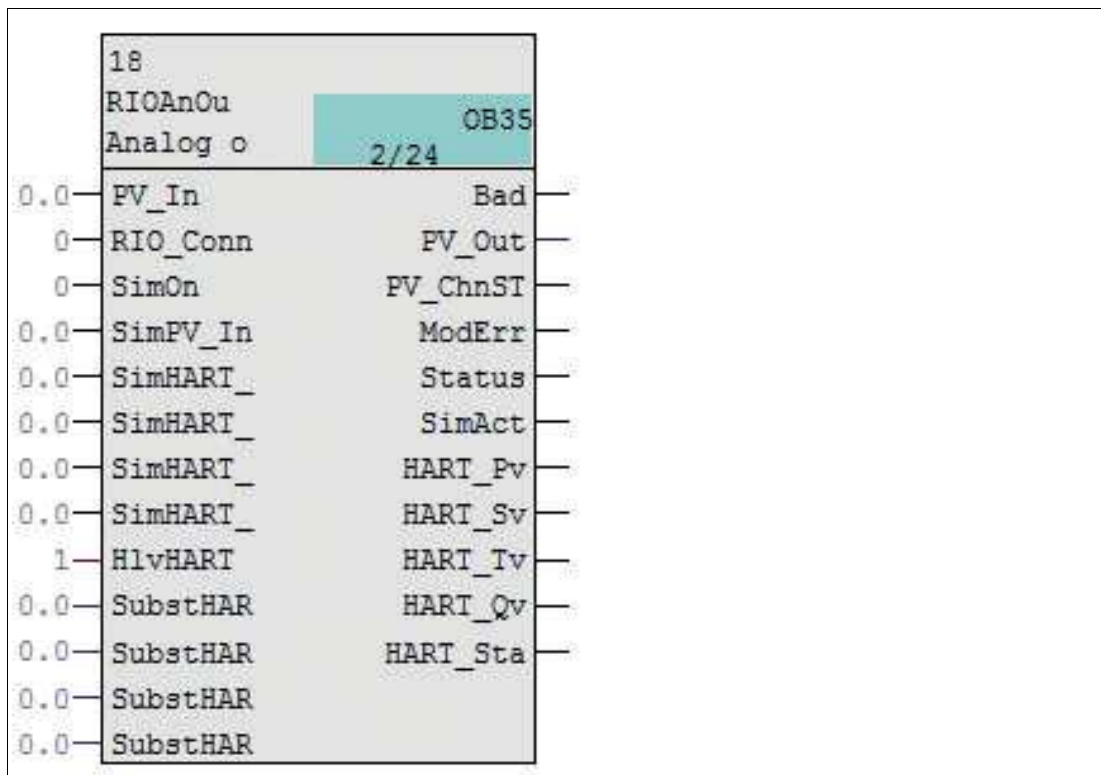 18
RIOAnOu
OB35
Analog o
2/24
0.0 PV_In Bad
0 RIO_Conn PV_Out
0 SimOn PV_ChnST
0.0 SimPV_In ModErr
0.0 SimHART_ Status
0.0 SimHART_ SimAct
0.0 SimHART_ HART_Pv
0.0 SimHART_ HART_Sv
1 HlvHART HART_Tv
0.0 SubstHAR HART_Qv
0.0 SubstHAR HART_Sta
0.0 SubstHAR
0.0 SubstHAR